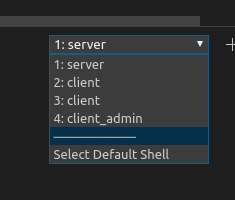 1: server
1: server
2: client
3: client
4: client_admin
Select Default Shell